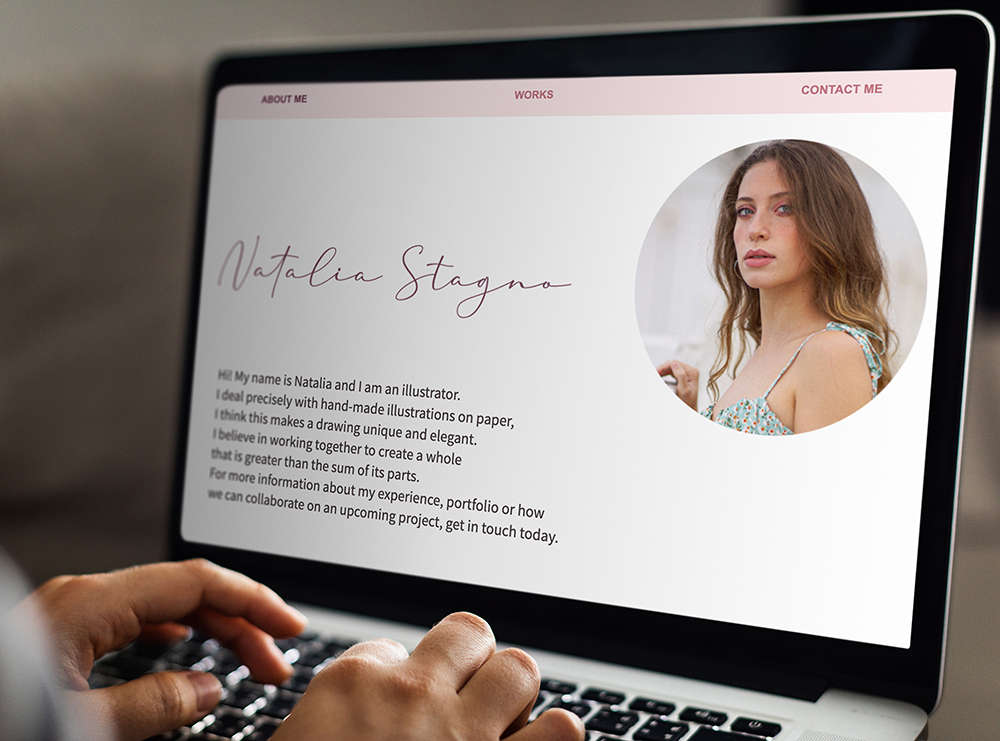 ABOUT ME
WORKS
CONTACT ME
Natalia Stagno
Hi! My name is Natalia and I am an illustrator.
I deal precisely with hand-made illustrations on paper,
I think this makes a drawing unique and elegant.
I believe in working together to create a whole
that is greater than the sum of its parts.
For more information about my experience, portfolio or how
we can collaborate on an upcoming project, get in touch today.